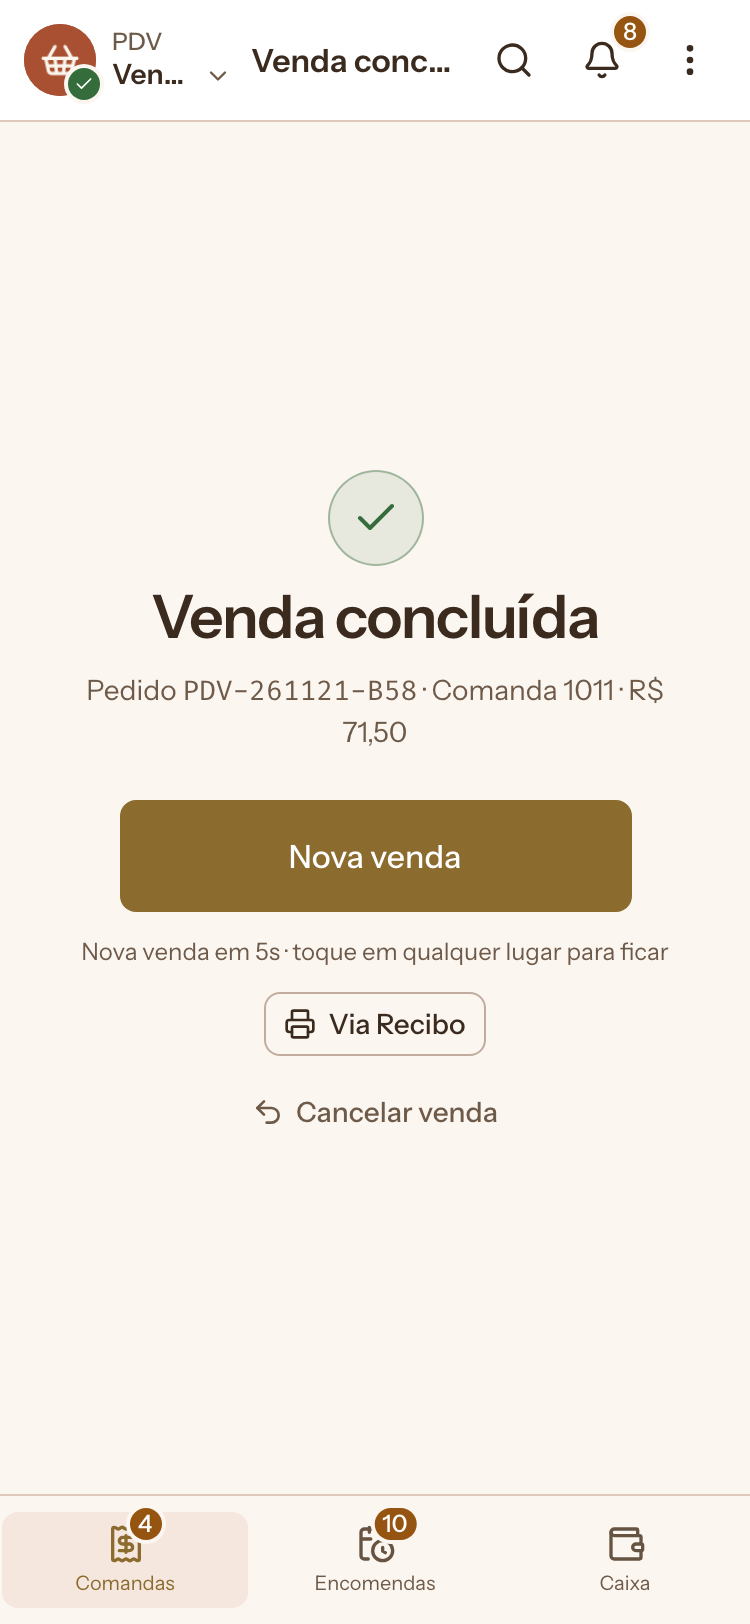 PDV
Ven...
Venda conc...
8
Venda concluída
Pedido PDV-261121-B58 · Comanda 1011 · R$
71,50
Nova venda
Nova venda em 5s · toque em qualquer lugar para ficar
Via Recibo
Cancelar venda
4
Comandas
10
Encomendas
Caixa